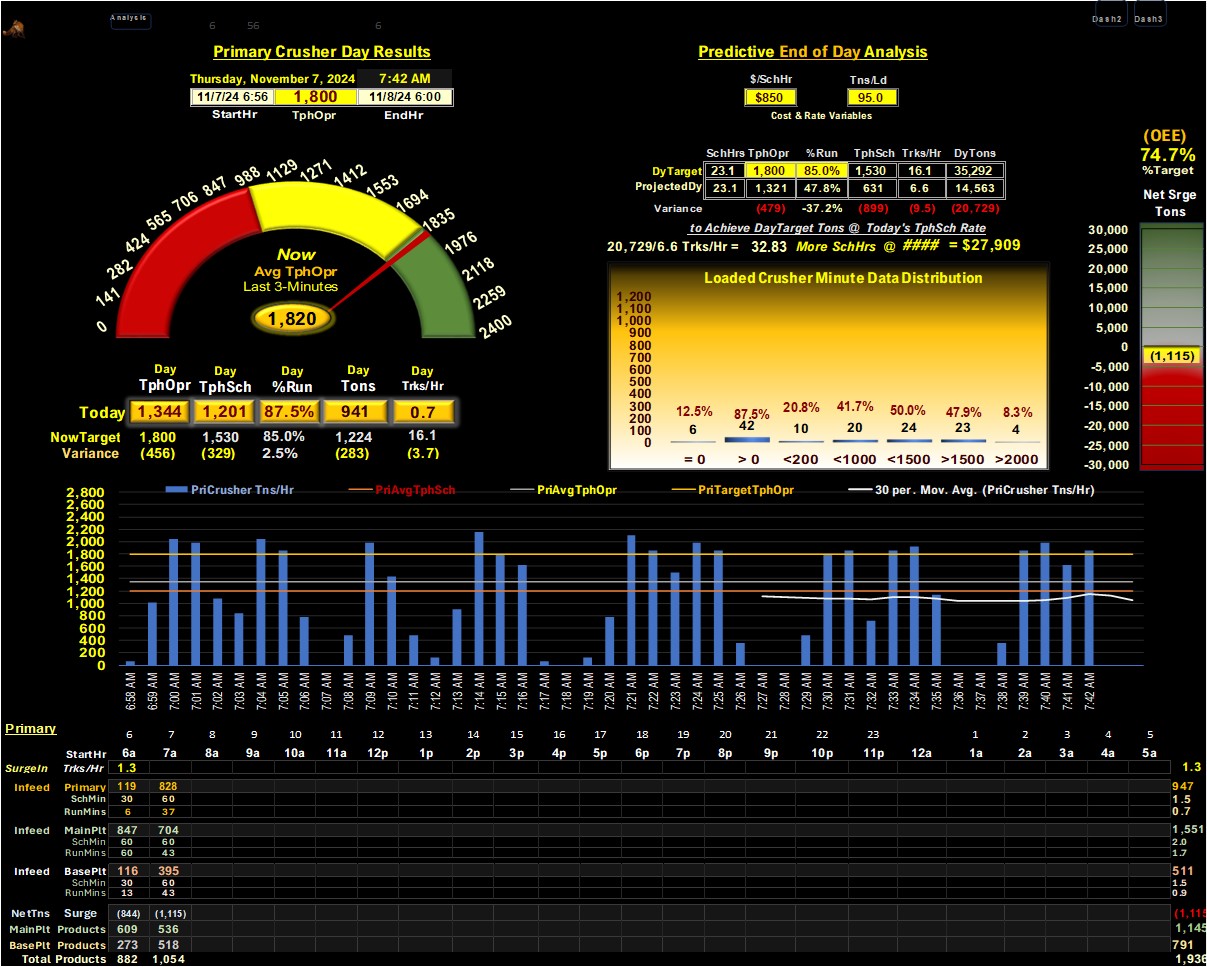 Analysis 6 56 6 Dash2 Dash3
Primary Crusher Day Results
Thursday, November 7, 2024 7:42 AM
11/7/24 6:56 1,800 11/8/24 6:00
StartHr TphOpr EndHr
0 141 282 424 565 706 847 988 1129 1271 1412 1553 1694 1835 1976 2118 2259 2400
Now
Avg TphOpr
Last 3-Minutes
1,820
Day Day Day Day Day
TphOpr TphSch %Run Tons Trks/Hr
Today 1,344 1,201 87.5% 941 0.7
NowTarget 1,800 1,530 85.0% 1,224 16.1
Variance (456) (329) 2.5% (283) (3.7)
Predictive End of Day Analysis
$/SchHr Tns/Ld
$850 95.0
Cost & Rate Variables
SchHrs TphOpr %Run TphSch Trks/Hr DyTons
DyTarget 23.1 1,800 85.0% 1,530 16.1 35,292
ProjectedDy 23.1 1,321 47.8% 631 6.6 14,563
Variance (479) -37.2% (899) (9.5) (20,729)
to Achieve DayTarget Tons @ Today's TphSch Rate
20,729/6.6 Trks/Hr = 32.83 More SchHrs @ #### = $27,909
Loaded Crusher Minute Data Distribution
1,200
1,100
1,000
900
800
700
600
500
400
300
200
100
0
12.5% 87.5% 20.8% 41.7% 50.0% 47.9% 8.3%
6 42 10 20 24 23 4
= 0 > 0 <200 <1000 <1500 >1500 >2000
(OEE)
74.7%
%Target
Net Srge
Tons
30,000
25,000
20,000
15,000
10,000
5,000
0
(1,115)
-5,000
-10,000
-15,000
-20,000
-25,000
-30,000
PriCrusher Tns/Hr PriAvgTphSch PriAvgTphOpr PriTargetTphOpr 30 per. Mov. Avg. (PriCrusher Tns/Hr)
2,800
2,600
2,400
2,200
2,000
1,800
1,600
1,400
1,200
1,000
800
600
400
200
0
6:58 AM 6:59 AM 7:00 AM 7:01 AM 7:02 AM 7:03 AM 7:04 AM 7:05 AM 7:06 AM 7:07 AM 7:08 AM 7:09 AM 7:10 AM 7:11 AM 7:12 AM 7:13 AM 7:14 AM 7:15 AM 7:16 AM 7:17 AM 7:18 AM 7:19 AM 7:20 AM 7:21 AM 7:22 AM 7:23 AM 7:24 AM 7:25 AM 7:26 AM 7:27 AM 7:28 AM 7:29 AM 7:30 AM 7:31 AM 7:32 AM 7:33 AM 7:34 AM 7:35 AM 7:36 AM 7:37 AM 7:38 AM 7:39 AM 7:40 AM 7:41 AM 7:42 AM
Primary 6 7 8 9 10 11 12 13 14 15 16 17 18 19 20 21 22 23 1 2 3 4 5
StartHr 6a 7a 8a 9a 10a 11a 12p 1p 2p 3p 4p 5p 6p 7p 8p 9p 10p 11p 12a 1a 2a 3a 4a 5a
SurgeIn Trks/Hr 1.3 1.3
Infeed Primary 119 828 947
SchMin 30 60 1.5
RunMins 6 37 0.7
Infeed MainPlt 847 704 1,551
SchMin 60 60 2.0
RunMins 60 43 1.7
Infeed BasePlt 116 395 511
SchMin 30 60 1.5
RunMins 13 43 0.9
NetTns Surge (844) (1,115) (1,115
MainPlt Products 609 536 1,145
BasePlt Products 273 518 791
Total Products 882 1,054 1,936